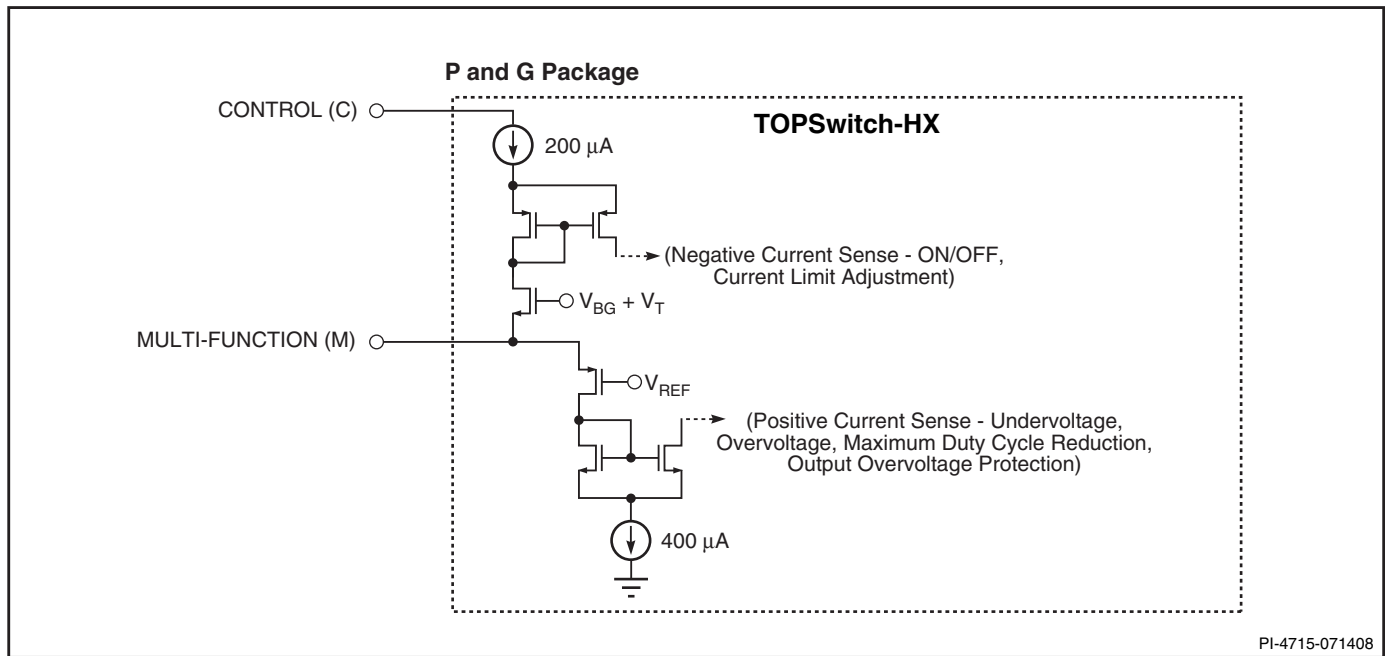 P and G Package
CONTROL (C)
TOPSwitch-HX
200 μA
(Negative Current Sense - ON/OFF,
Current Limit Adjustment)
V_BG + V_T
MULTI-FUNCTION (M)
V_REF
(Positive Current Sense - Undervoltage,
Overvoltage, Maximum Duty Cycle Reduction,
Output Overvoltage Protection)
400 μA
PI-4715-071408